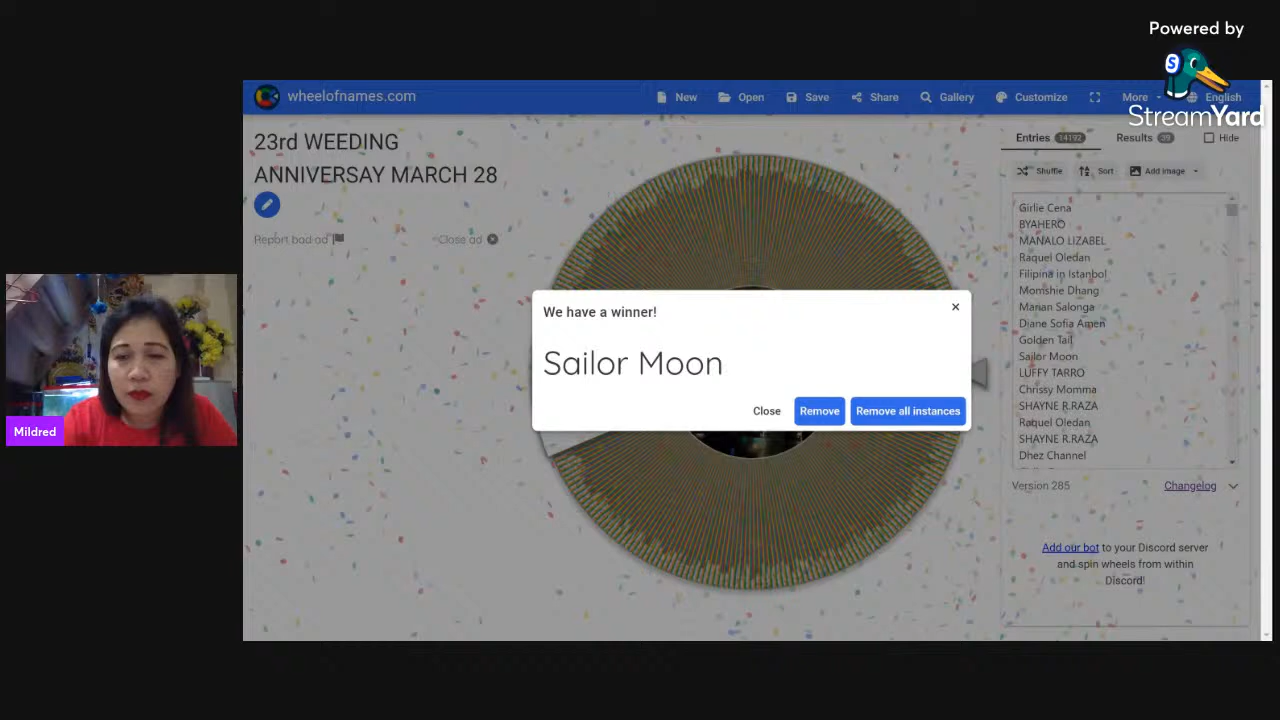 Powered by
StreamYard
wheelofnames.com
New
Open
Save
Share
Gallery
Customize
More
English
23rd WEEDING
ANNIVERSAY MARCH 28
Report bad ad
Close ad
Entries 14192
Results 39
Hide
Shuffle
Sort
Add image
Girlie Cena
BYAHERO
MANALO LIZABEL
Raquel Oledan
Filipina in Istanbol
Momshie Dhang
Marian Salonga
Diane Sofia Amen
Golden Tail
Sailor Moon
LUFFY TARRO
Chrissy Momma
SHAYNE R.RAZA
Raquel Oledan
SHAYNE R.RAZA
Dhez Channel
Version 285
Changelog
Add our bot to your Discord server
and spin wheels from within
Discord!
We have a winner!
Sailor Moon
Close
Remove
Remove all instances
Mildred